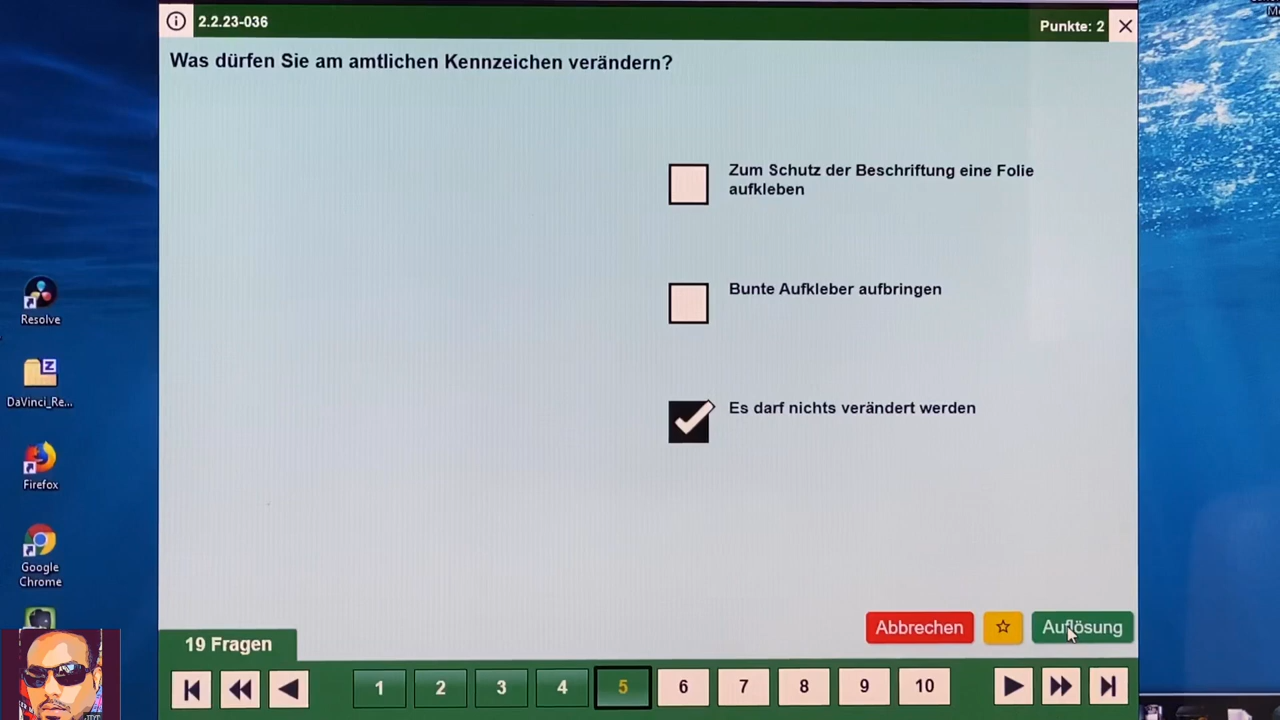 2.2.23-036
Punkte: 2
Was dürfen Sie am amtlichen Kennzeichen verändern?
Zum Schutz der Beschriftung eine Folie
aufkleben
Bunte Aufkleber aufbringen
Es darf nichts verändert werden
Resolve
DaVinci_Re...
Firefox
Google
Chrome
Abbrechen
Auflösung
19 Fragen
1 2 3 4 5 6 7 8 9 10